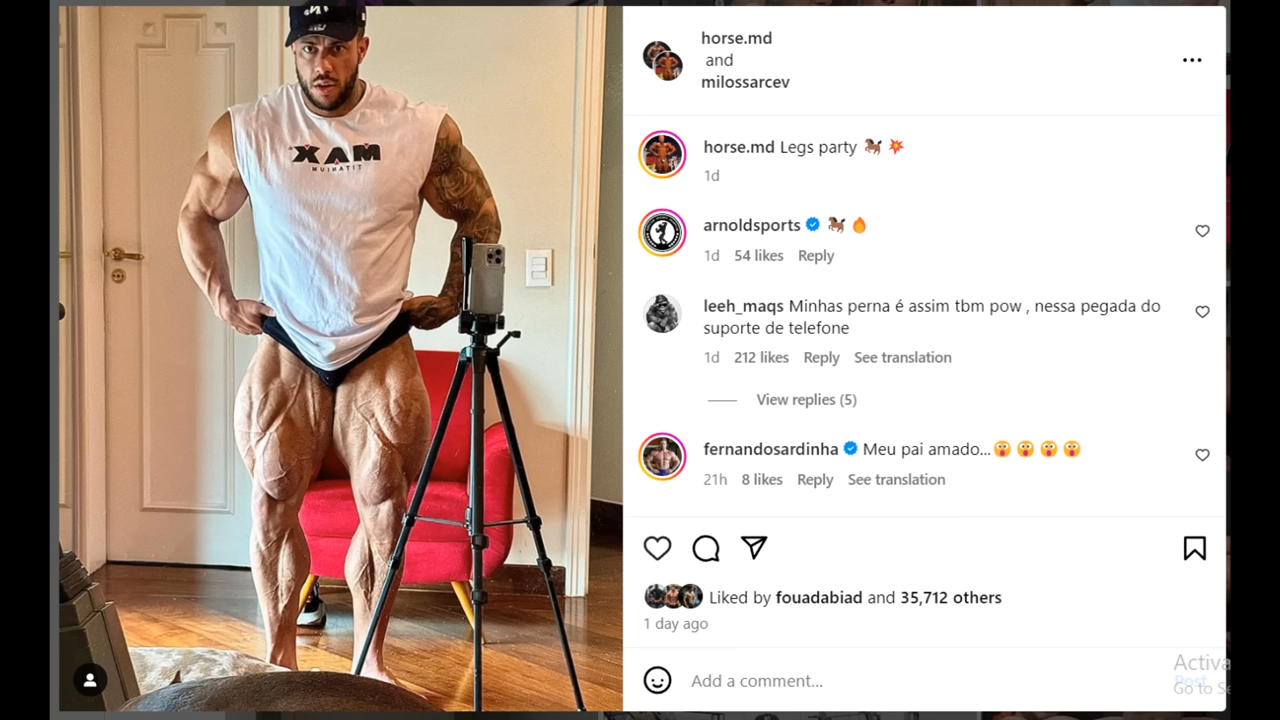 XAM
MUINATIT
horse.md
and
milossarcev
horse.md Legs party 🐎 💥
1d
arnoldsports 🐎 🔥
1d 54 likes Reply
leeh_maqs Minhas perna é assim tbm pow , nessa pegada do
suporte de telefone
1d 212 likes Reply See translation
View replies (5)
fernandosardinha Meu pai amado...😱 😱 😱 😱
21h 8 likes Reply See translation
Liked by fouadabiad and 35,712 others
1 day ago
Add a comment...
Activa
Post
Go to Se